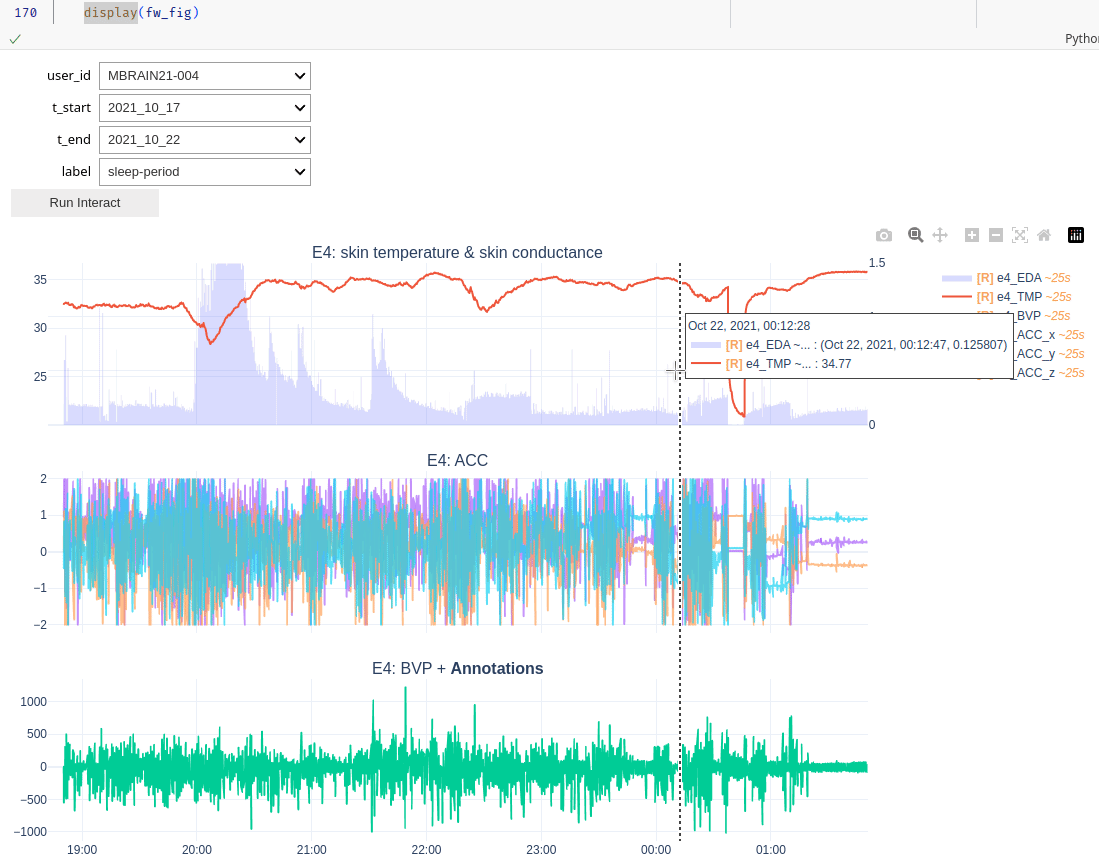 170 display(fw_fig)
Pytho
user_id MBRAIN21-004
t_start 2021_10_17
t_end 2021_10_22
label sleep-period
Run Interact
E4: skin temperature & skin conductance
35
30
25
1.5
0
[R] e4_EDA ~25s
[R] e4_TMP ~25s
_BVP ~25s
_ACC_x ~25s
_ACC_y ~25s
_ACC_z ~25s
Oct 22, 2021, 00:12:28
[R] e4_EDA ~... : (Oct 22, 2021, 00:12:47, 0.125807)
[R] e4_TMP ~... : 34.77
E4: ACC
2
1
0
−1
−2
E4: BVP + Annotations
1000
500
0
−500
−1000
19:00 20:00 21:00 22:00 23:00 00:00 01:00